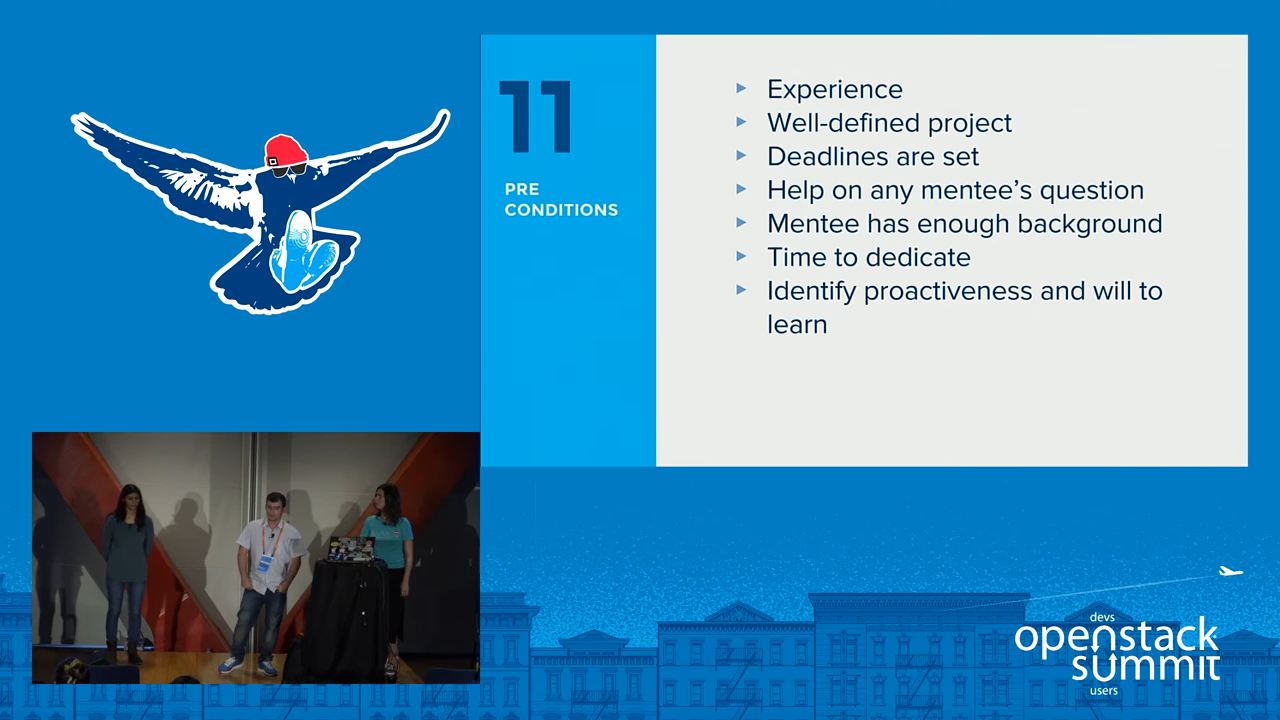 11
PRE
CONDITIONS
Experience
Well-defined project
Deadlines are set
Help on any mentee’s question
Mentee has enough background
Time to dedicate
Identify proactiveness and will to
learn
devs
openstack
summit
users